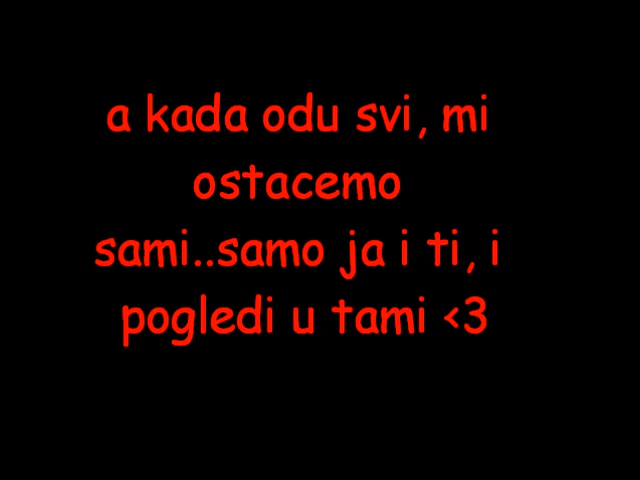 a kada odu svi, mi
ostacemo
sami..samo ja i ti, i
pogledi u tami <3